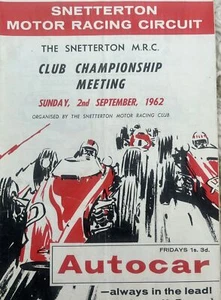 SNETTERTON
MOTOR RACING CIRCUIT
THE SNETTERTON M.R.C.
CLUB CHAMPIONSHIP
MEETING
SUNDAY, 2nd SEPTEMBER, 1962
ORGANISED BY THE SNETTERTON MOTOR RACING CLUB
FRIDAYS 1s. 3d.
Autocar
—always in the lead!